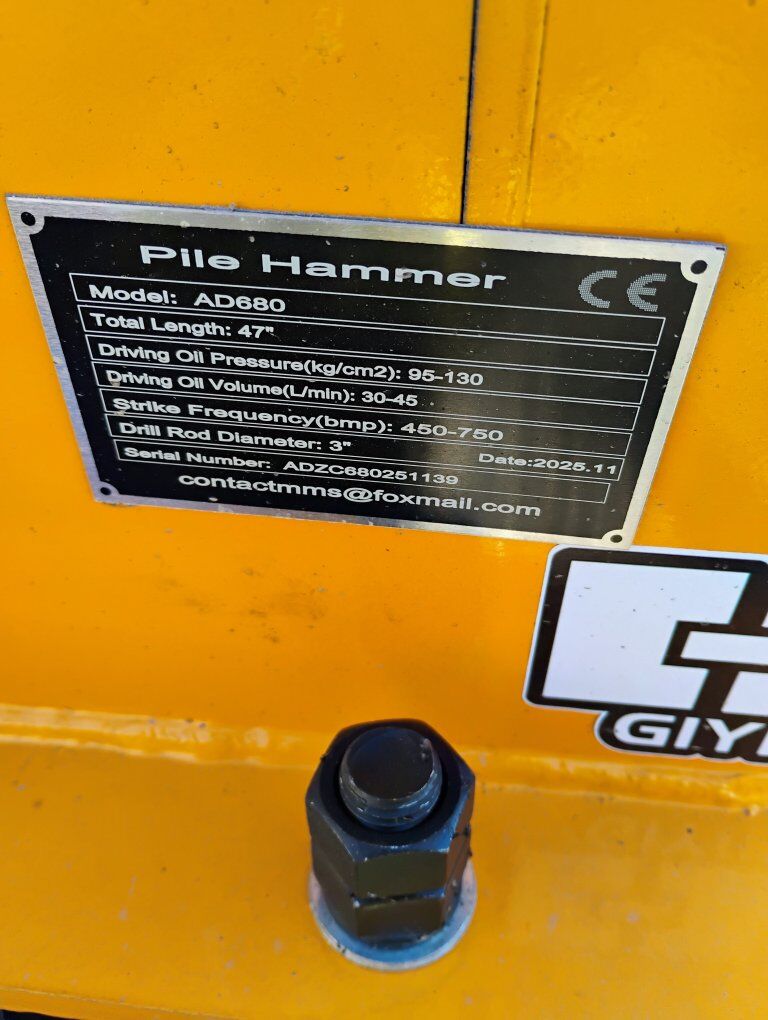 Pile Hammer
CE
Model: AD680
Total Length: 47"
Driving Oil Pressure(kg/cm2): 95-130
Driving Oil Volume(L/min): 30-45
Strike Frequency(bmp): 450-750
Drill Rod Diameter: 3"
Date:2025.11
Serial Number: ADZC680251139
contactmms@foxmail.com